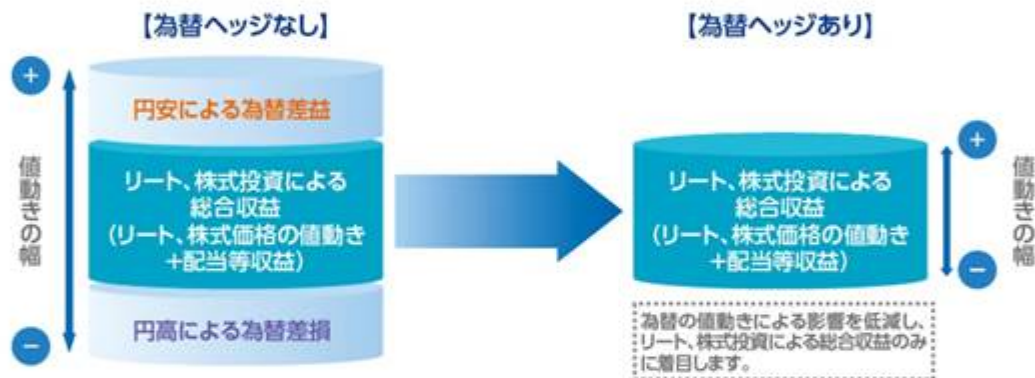 【為替ヘッジなし】
+
値動きの幅
−
円安による為替差益
リート、株式投資による
総合収益
(リート、株式価格の値動き
+配当等収益)
円高による為替差損
【為替ヘッジあり】
リート、株式投資による
総合収益
(リート、株式価格の値動き
+配当等収益)
+
値動きの幅
−
為替の値動きによる影響を低減し、
リート、株式投資による総合収益のみ
に着目します。